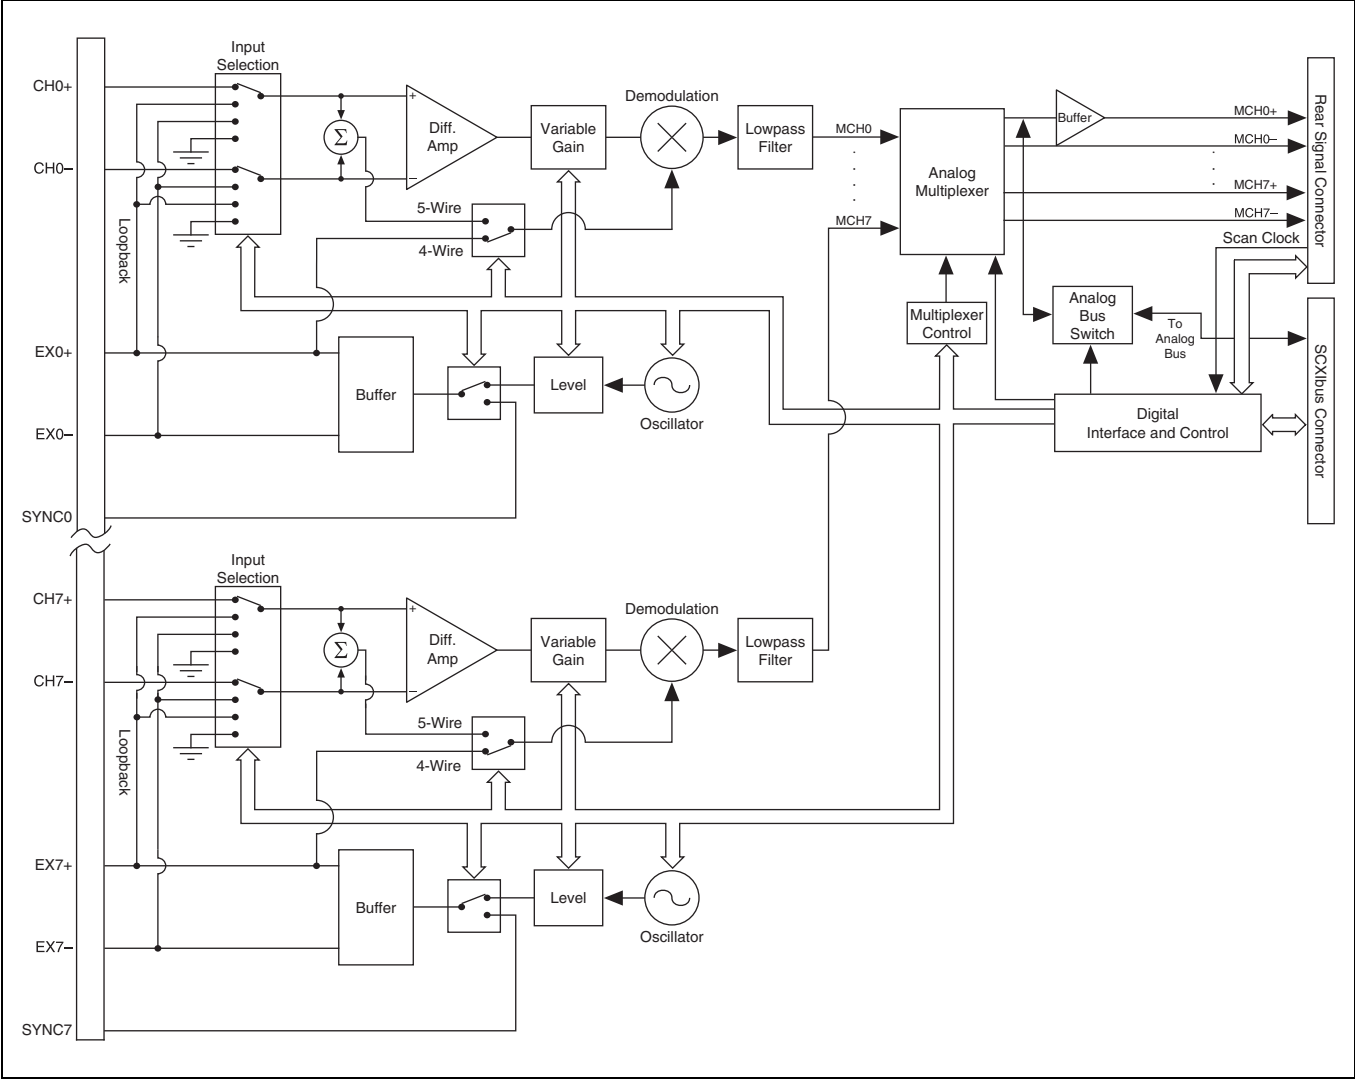 Input
Selection
CH0+
CH0–
Loopback
EX0+
EX0–
SYNC0
Σ
+
–
Diff.
Amp
5-Wire
4-Wire
Variable
Gain
Demodulation
Lowpass
Filter
Buffer
Level
Oscillator
MCH0
MCH7
Analog
Multiplexer
Buffer
MCH0+
MCH0–
MCH7+
MCH7–
Scan Clock
Rear Signal Connector
Multiplexer
Control
Analog
Bus
Switch
To
Analog
Bus
Digital
Interface and Control
SCXIbus Connector
Input
Selection
CH7+
CH7–
Loopback
EX7+
EX7–
SYNC7
Σ
+
–
Diff.
Amp
5-Wire
4-Wire
Variable
Gain
Demodulation
Lowpass
Filter
Buffer
Level
Oscillator